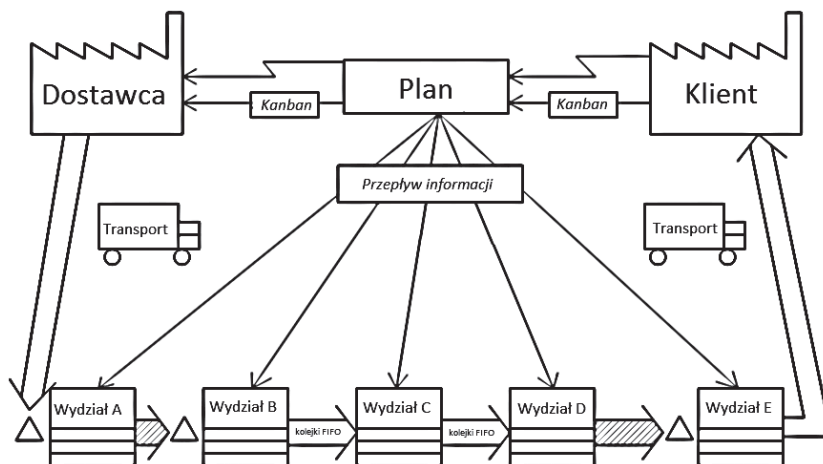 Dostawca
Kanban
Plan
Kanban
Klient
Przepływ informacji
Transport
Transport
Wydział A
Wydział B
kolejki FIFO
Wydział C
kolejki FIFO
Wydział D
Wydział E